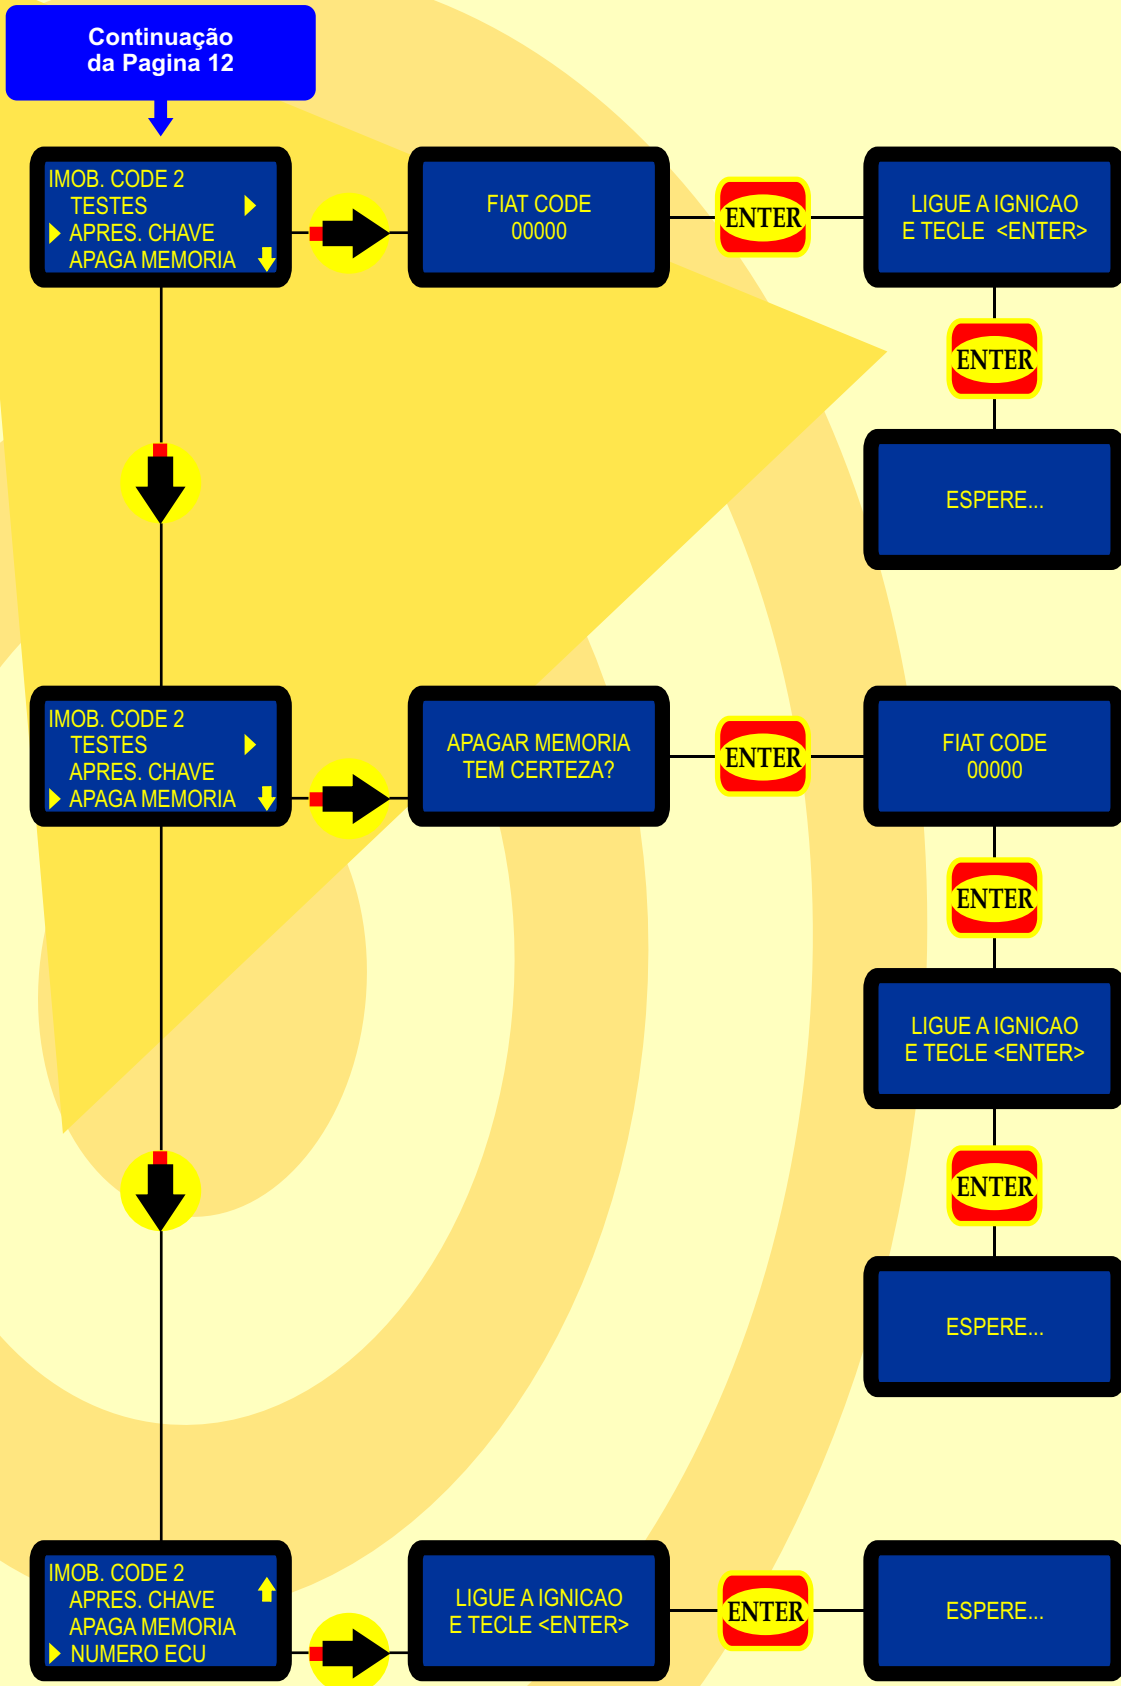 Continuação
da Pagina 12
IMOB. CODE 2
TESTES
APRES. CHAVE
APAGA MEMORIA
FIAT CODE
00000
ENTER
LIGUE A IGNICAO
E TECLE <ENTER>
ENTER
ESPERE...
IMOB. CODE 2
TESTES
APRES. CHAVE
APAGA MEMORIA
APAGAR MEMORIA
TEM CERTEZA?
ENTER
FIAT CODE
00000
ENTER
LIGUE A IGNICAO
E TECLE <ENTER>
ENTER
ESPERE...
IMOB. CODE 2
APRES. CHAVE
APAGA MEMORIA
NUMERO ECU
LIGUE A IGNICAO
E TECLE <ENTER>
ENTER
ESPERE...